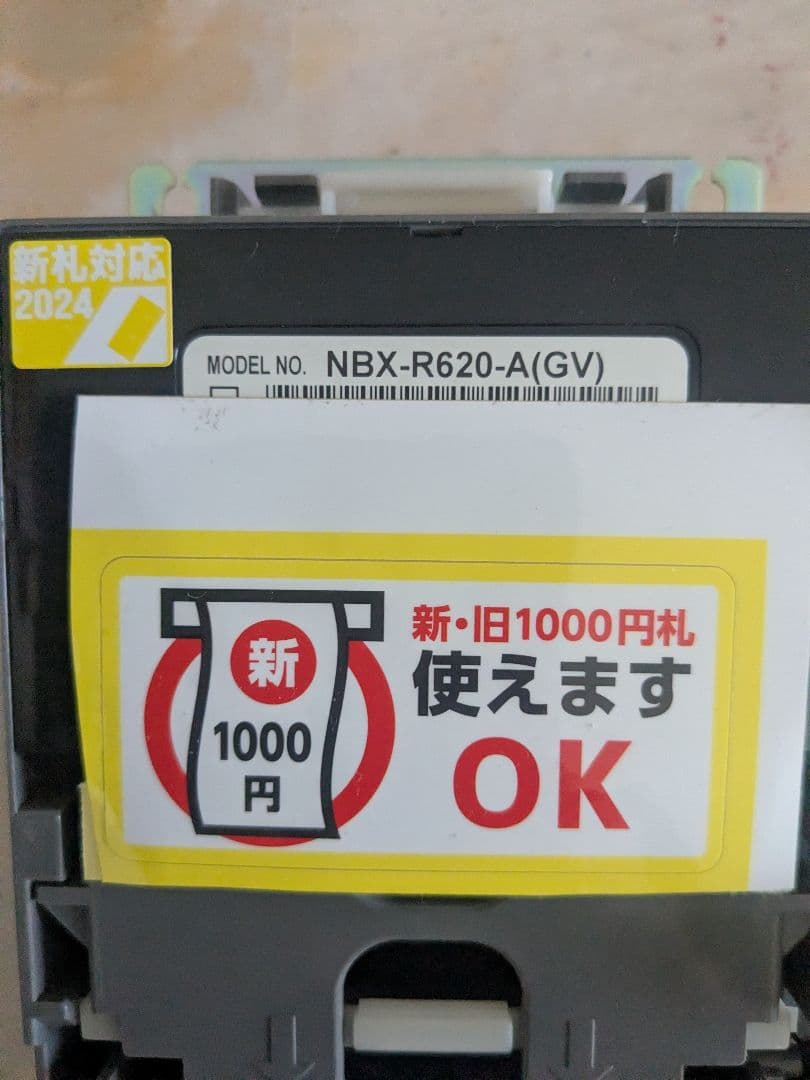 新札対応
2024
MODEL NO. NBX-R620-A(GV)
新
1000
円
新・旧1000円札
使えます
OK